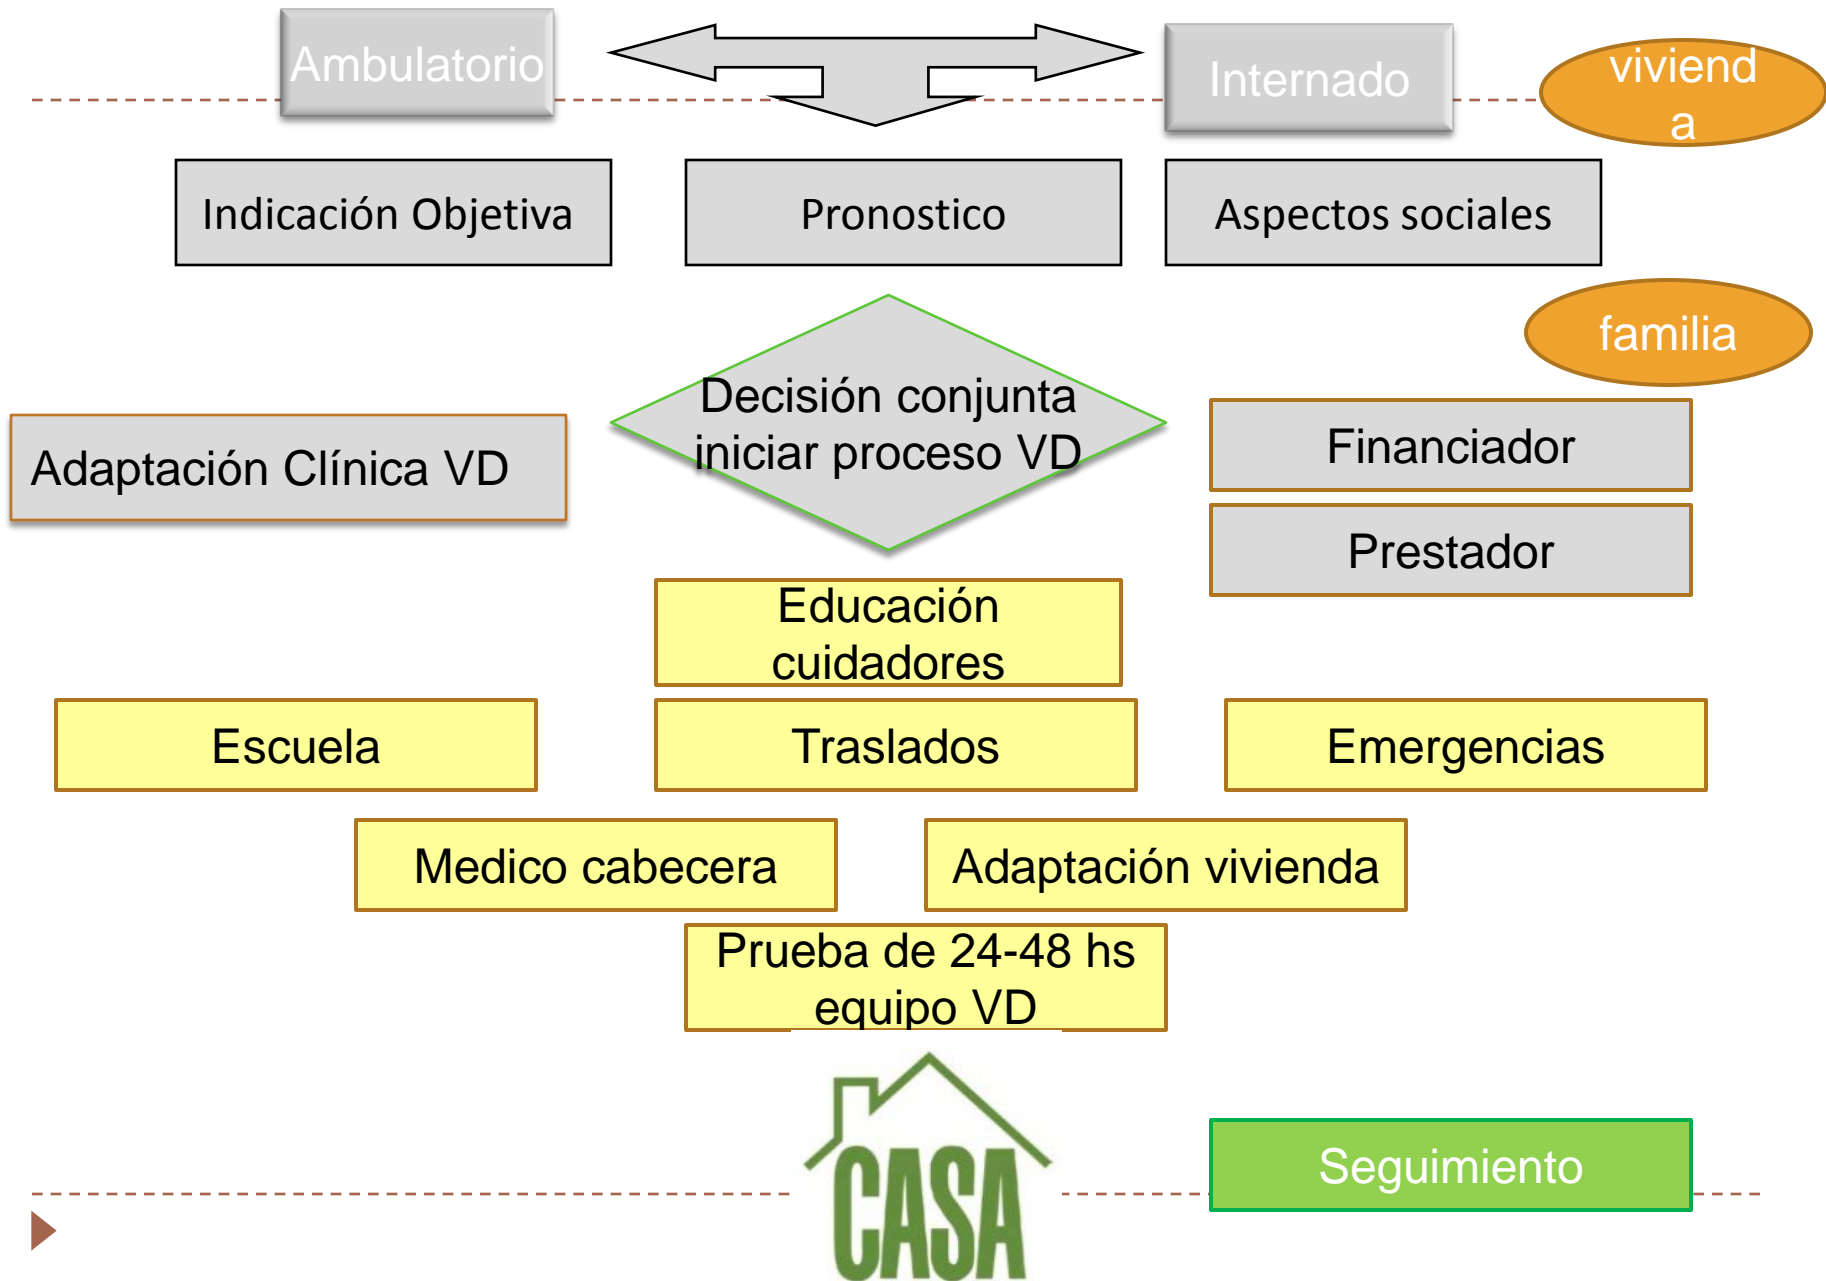 Ambulatorio
Internado
viviend
a
Indicación Objetiva
Pronostico
Aspectos sociales
familia
Decisión conjunta
iniciar proceso VD
Adaptación Clínica VD
Financiador
Prestador
Educación
cuidadores
Escuela
Traslados
Emergencias
Medico cabecera
Adaptación vivienda
Prueba de 24-48 hs
equipo VD
CASA
Seguimiento